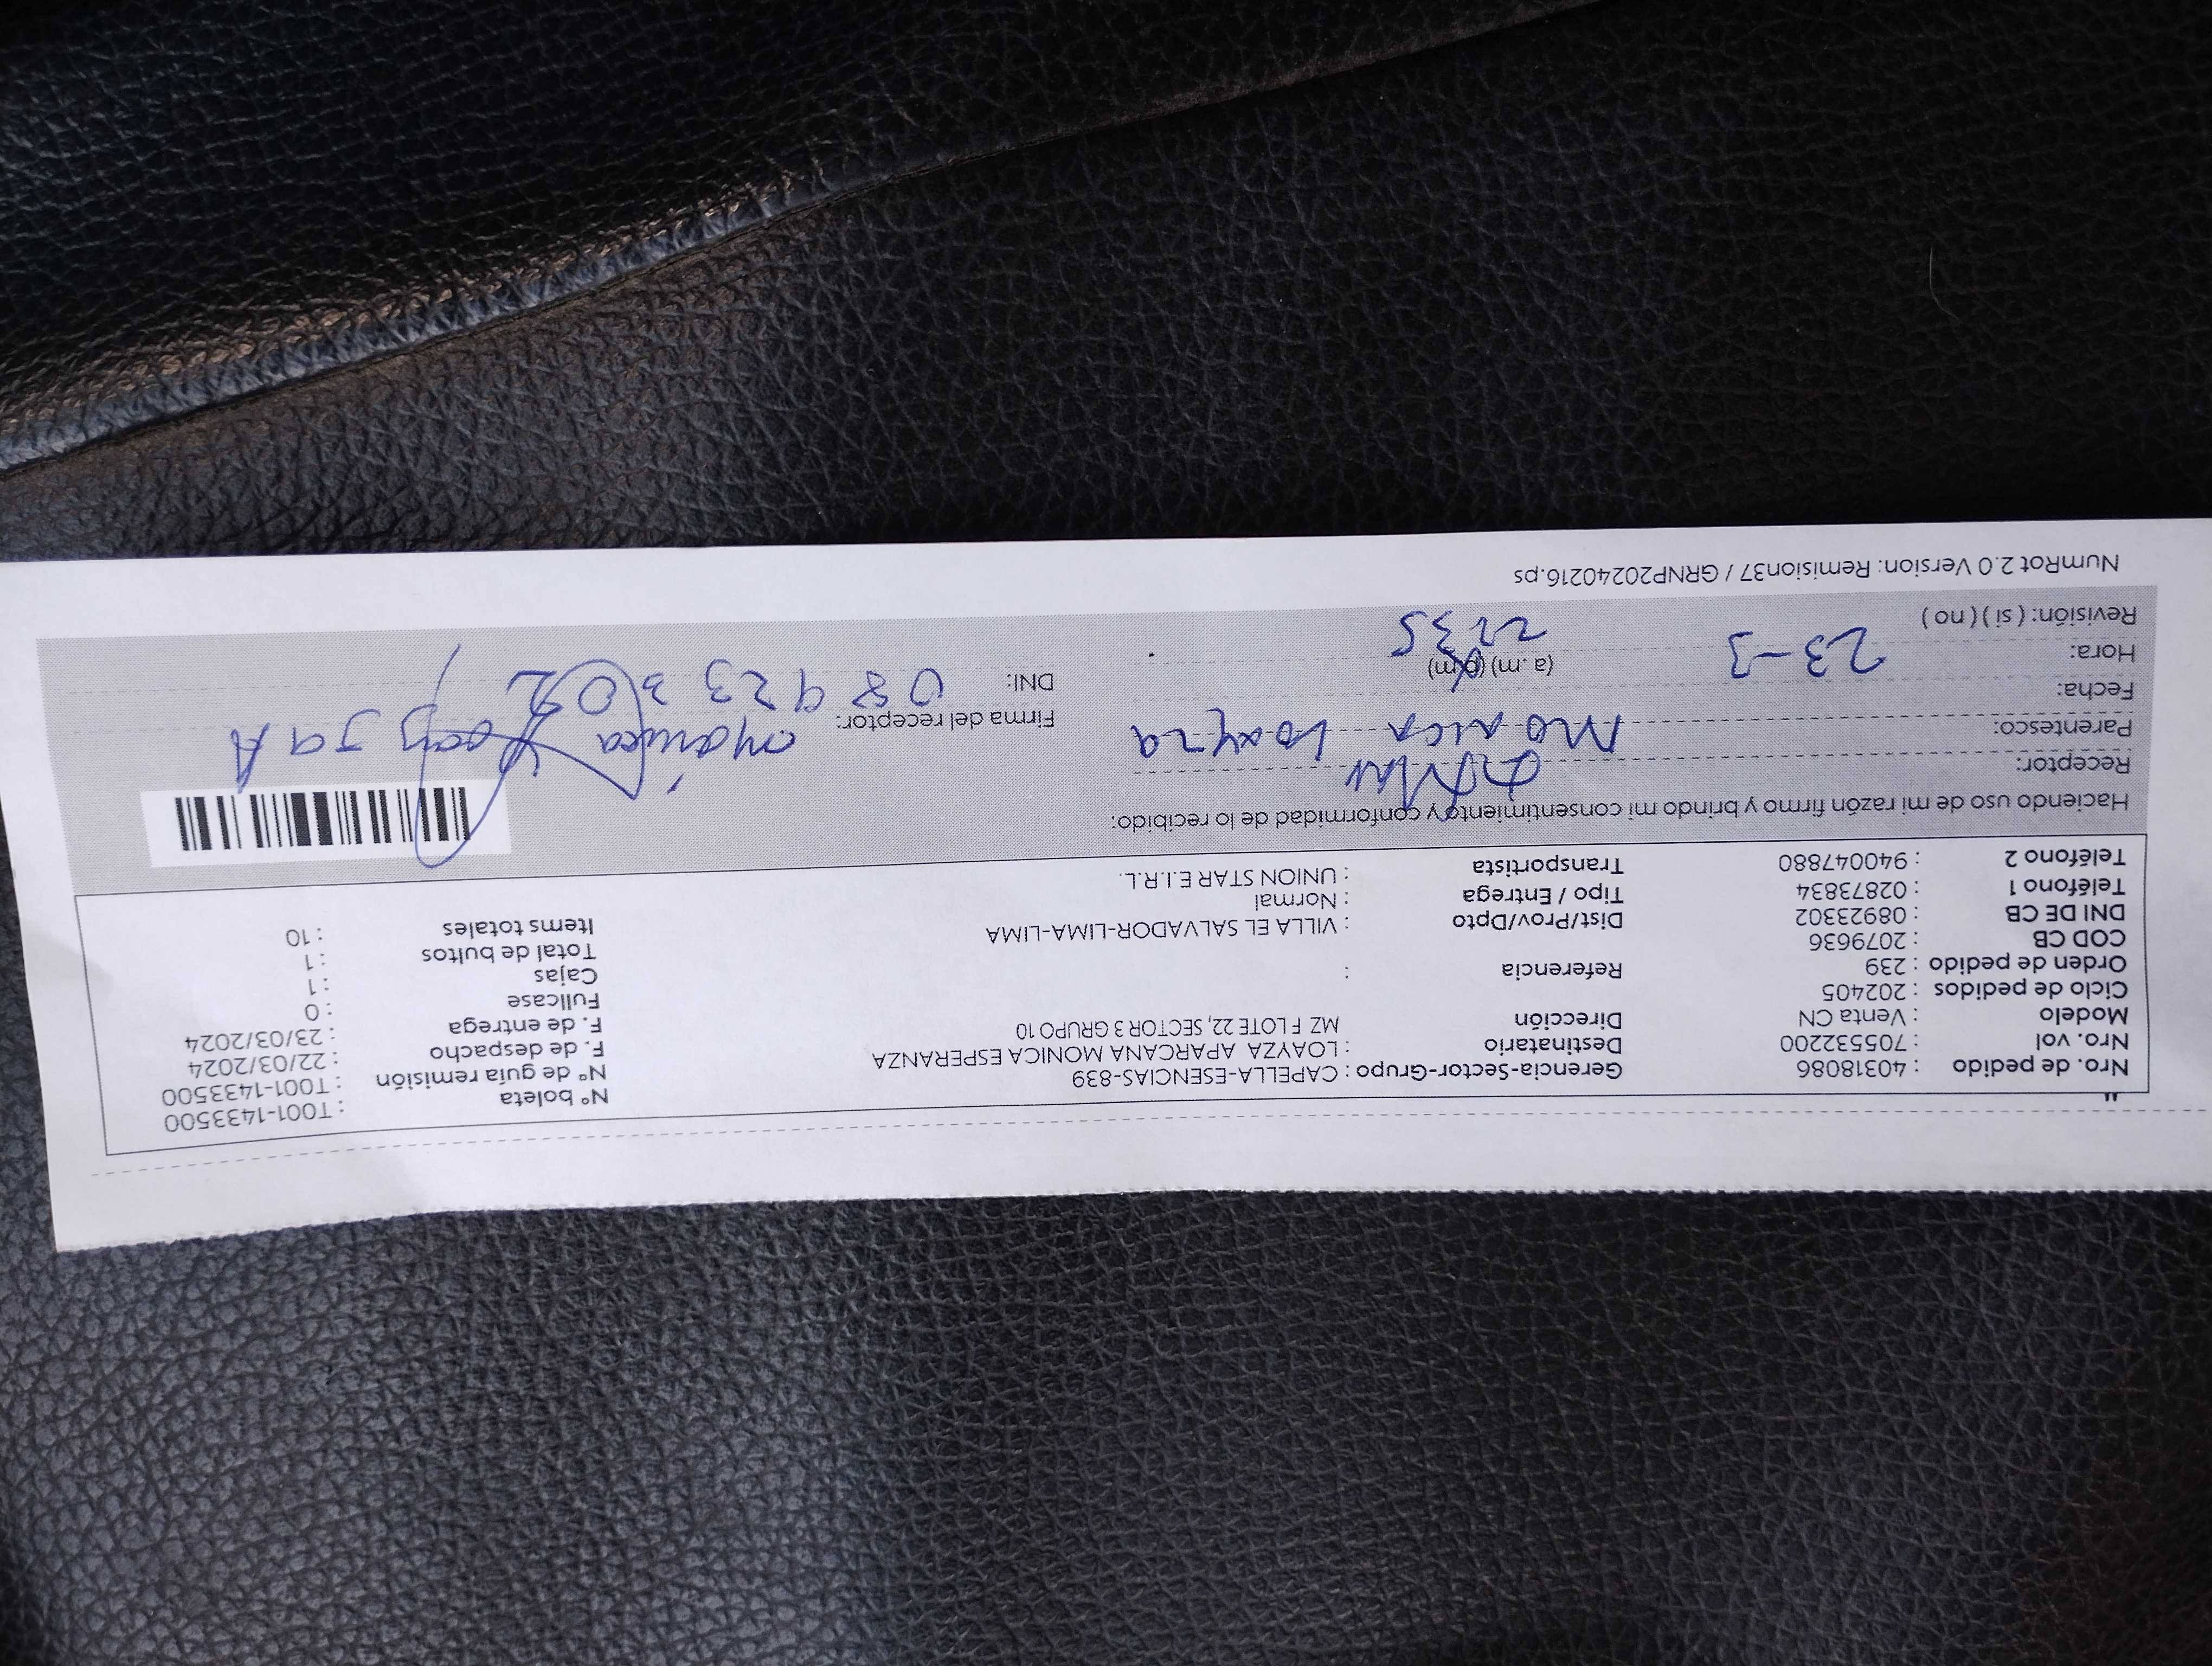 Nro. de pedido : 40318086 Gerencia-Sector-Grupo : CAPELLA-ESENCIAS-839 N° boleta : T001-1433500
Nro. vol : 705532200 Destinatario : LOAYZA APARCANA MONICA ESPERANZA N° de guia remisión : T001-1433500
Modelo : Venta CN Dirección MZ F LOTE 22, SECTOR 3 GRUPO 10 F. de despacho : 22/03/2024
Ciclo de pedidos : 202405 F. de entrega : 23/03/2024
Orden de pedido : 239 Referencia : Fullcase : 0
COD CB : 2079636 Cajas : 1
DNI DE CB : 08923302 Dist/Prov/Dpto : VILLA EL SALVADOR-LIMA-LIMA Total de bultos : 1
Teléfono 1 : 02873834 Tipo / Entrega : Normal Items totales : 10
Teléfono 2 : 940047880 Transportista : UNION STAR E.I.R.L.
Haciendo uso de mi razón firmo y brindo mi consentimiento y conformidad de lo recibido:
Receptor:
Parentesco: Monica Loayza Firma del receptor: Mónica Loayza A
Fecha: DNI: 08923302
Hora: 23-3 (a.m) (p.m)
Revisión: ( si ) ( no ) 2235
NumRot 2.0 Version: Remision37 / GRNP20240216.ps